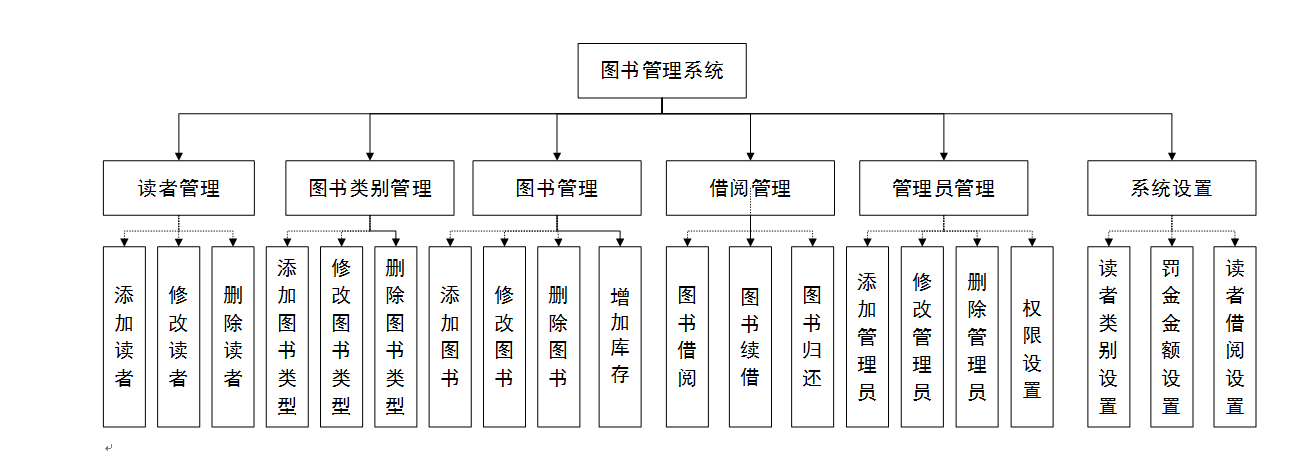 图书管理系统
读者管理
图书类别管理
图书管理
借阅管理
管理员管理
系统设置
添加读者
修改读者
删除读者
添加图书类型
修改图书类型
删除图书类型
添加图书
修改图书
删除图书
增加库存
图书借阅
图书续借
图书归还
添加管理员
修改管理员
删除管理员
权限设置
读者类别设置
罚金金额设置
读者借阅设置